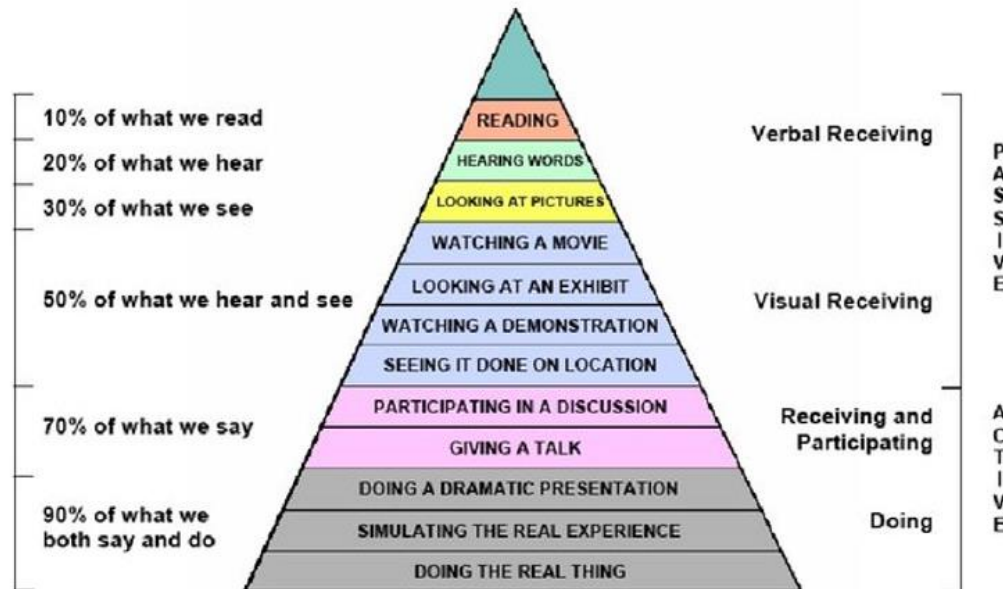 10% of what we read
20% of what we hear
30% of what we see
50% of what we hear and see
70% of what we say
90% of what we
both say and do
READING
HEARING WORDS
LOOKING AT PICTURES
WATCHING A MOVIE
LOOKING AT AN EXHIBIT
WATCHING A DEMONSTRATION
SEEING IT DONE ON LOCATION
PARTICIPATING IN A DISCUSSION
GIVING A TALK
DOING A DRAMATIC PRESENTATION
SIMULATING THE REAL EXPERIENCE
DOING THE REAL THING
Verbal Receiving
Visual Receiving
Receiving and
Participating
Doing
PASSIVE
ACTIVE